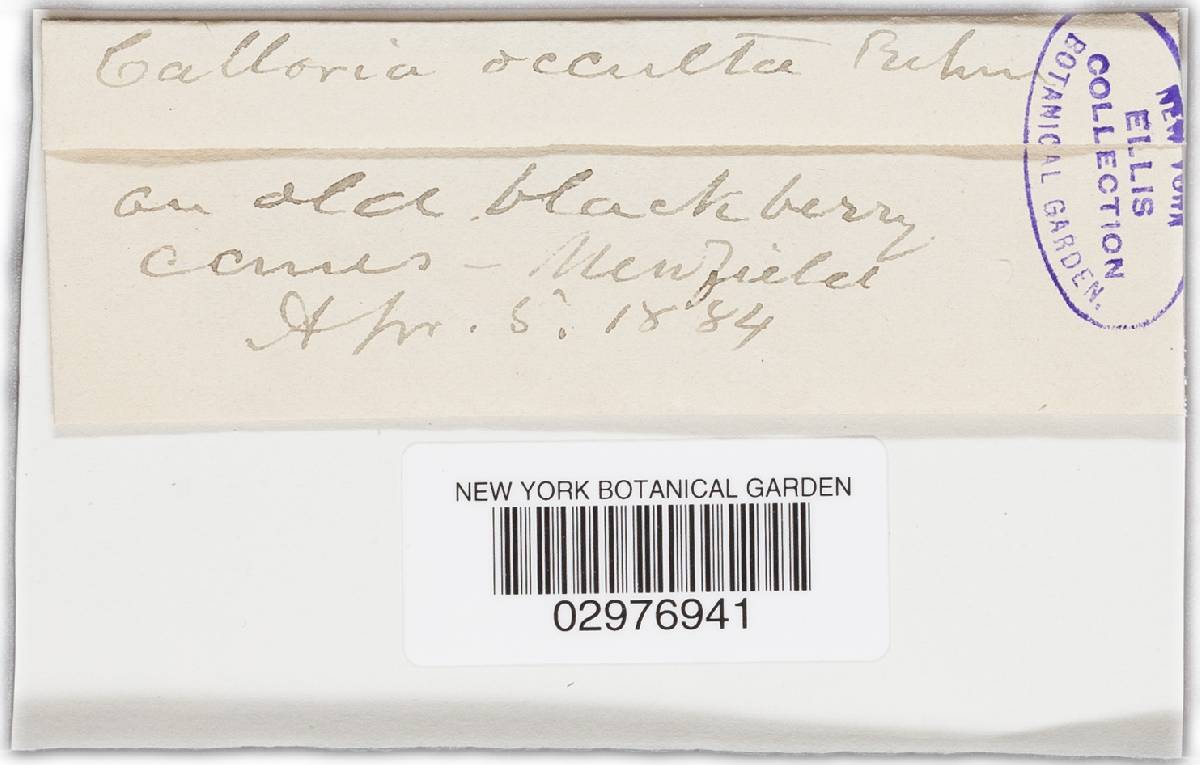 Calloria occulta Rehm
on old blackberry
canes - Newfield
Apr. 5. 1884
NEW YORK
ELLIS
COLLECTION
BOTANICAL GARDEN.
NEW YORK BOTANICAL GARDEN
02976941